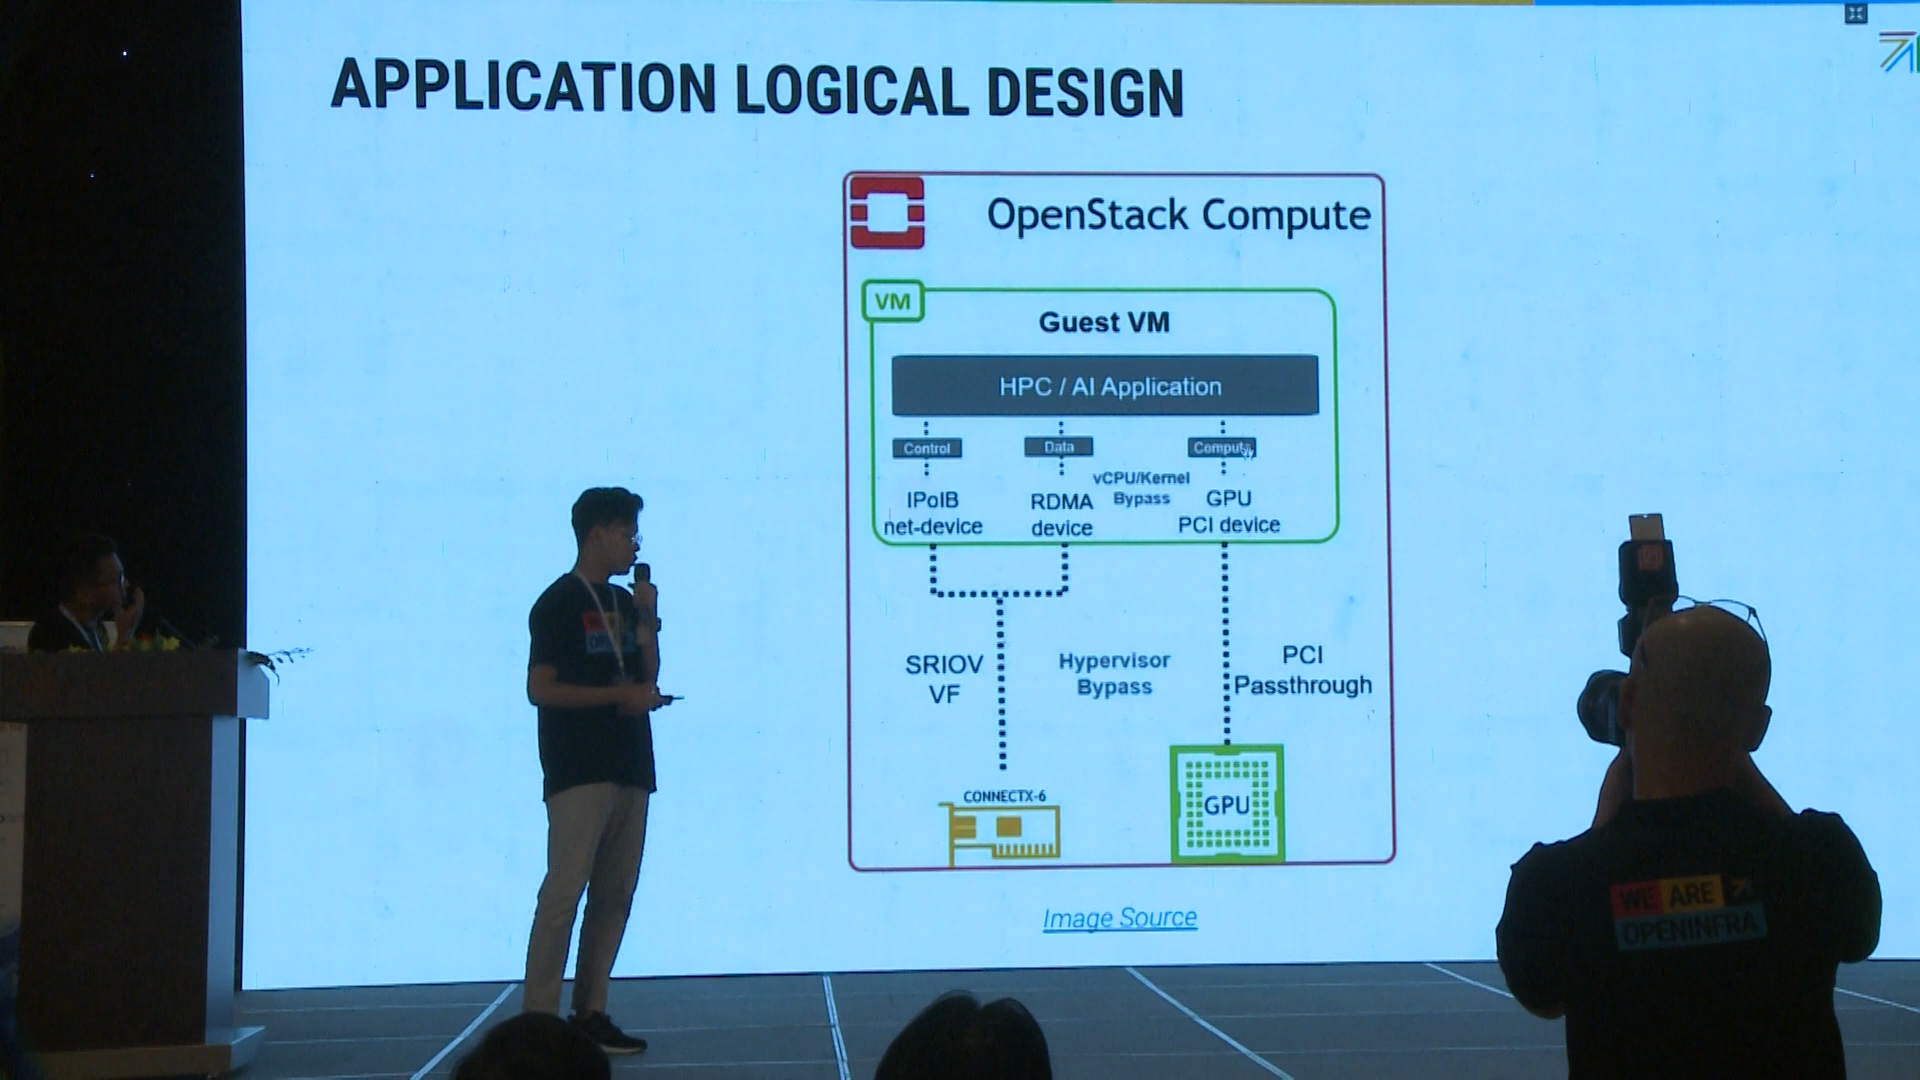 APPLICATION LOGICAL DESIGN
OpenStack Compute
VM
Guest VM
HPC / AI Application
Control
Data
Compute
vCPU/Kernel
Bypass
IPoIB
net-device
RDMA
device
GPU
PCI device
SRIOV
VF
Hypervisor
Bypass
PCI
Passthrough
CONNECTX-6
GPU
Image Source
WE ARE
OPENINFRA